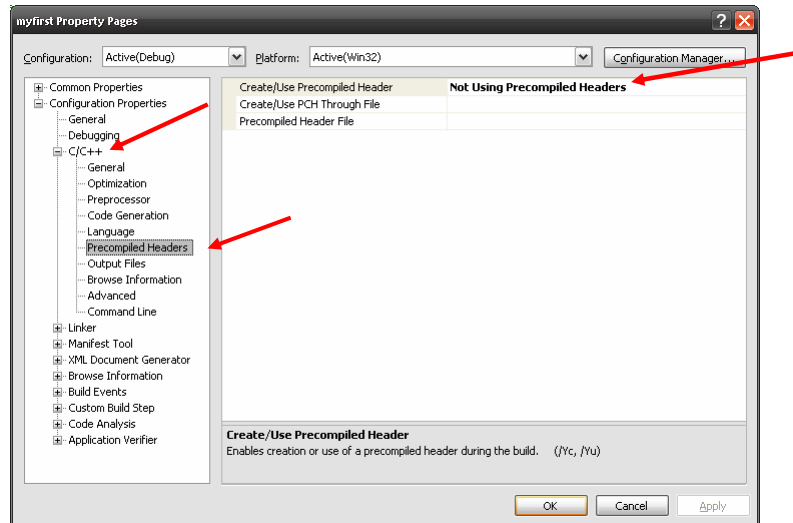 myfirst Property Pages
Configuration: Active(Debug) Platform: Active(Win32) Configuration Manager...
Common Properties
Configuration Properties
General
Debugging
C/C++
General
Optimization
Preprocessor
Code Generation
Language
Precompiled Headers
Output Files
Browse Information
Advanced
Command Line
Linker
Manifest Tool
XML Document Generator
Browse Information
Build Events
Custom Build Step
Code Analysis
Application Verifier
Create/Use Precompiled Header Not Using Precompiled Headers
Create/Use PCH Through File
Precompiled Header File
Create/Use Precompiled Header
Enables creation or use of a precompiled header during the build. (/Yc, /Yu)
OK Cancel Apply